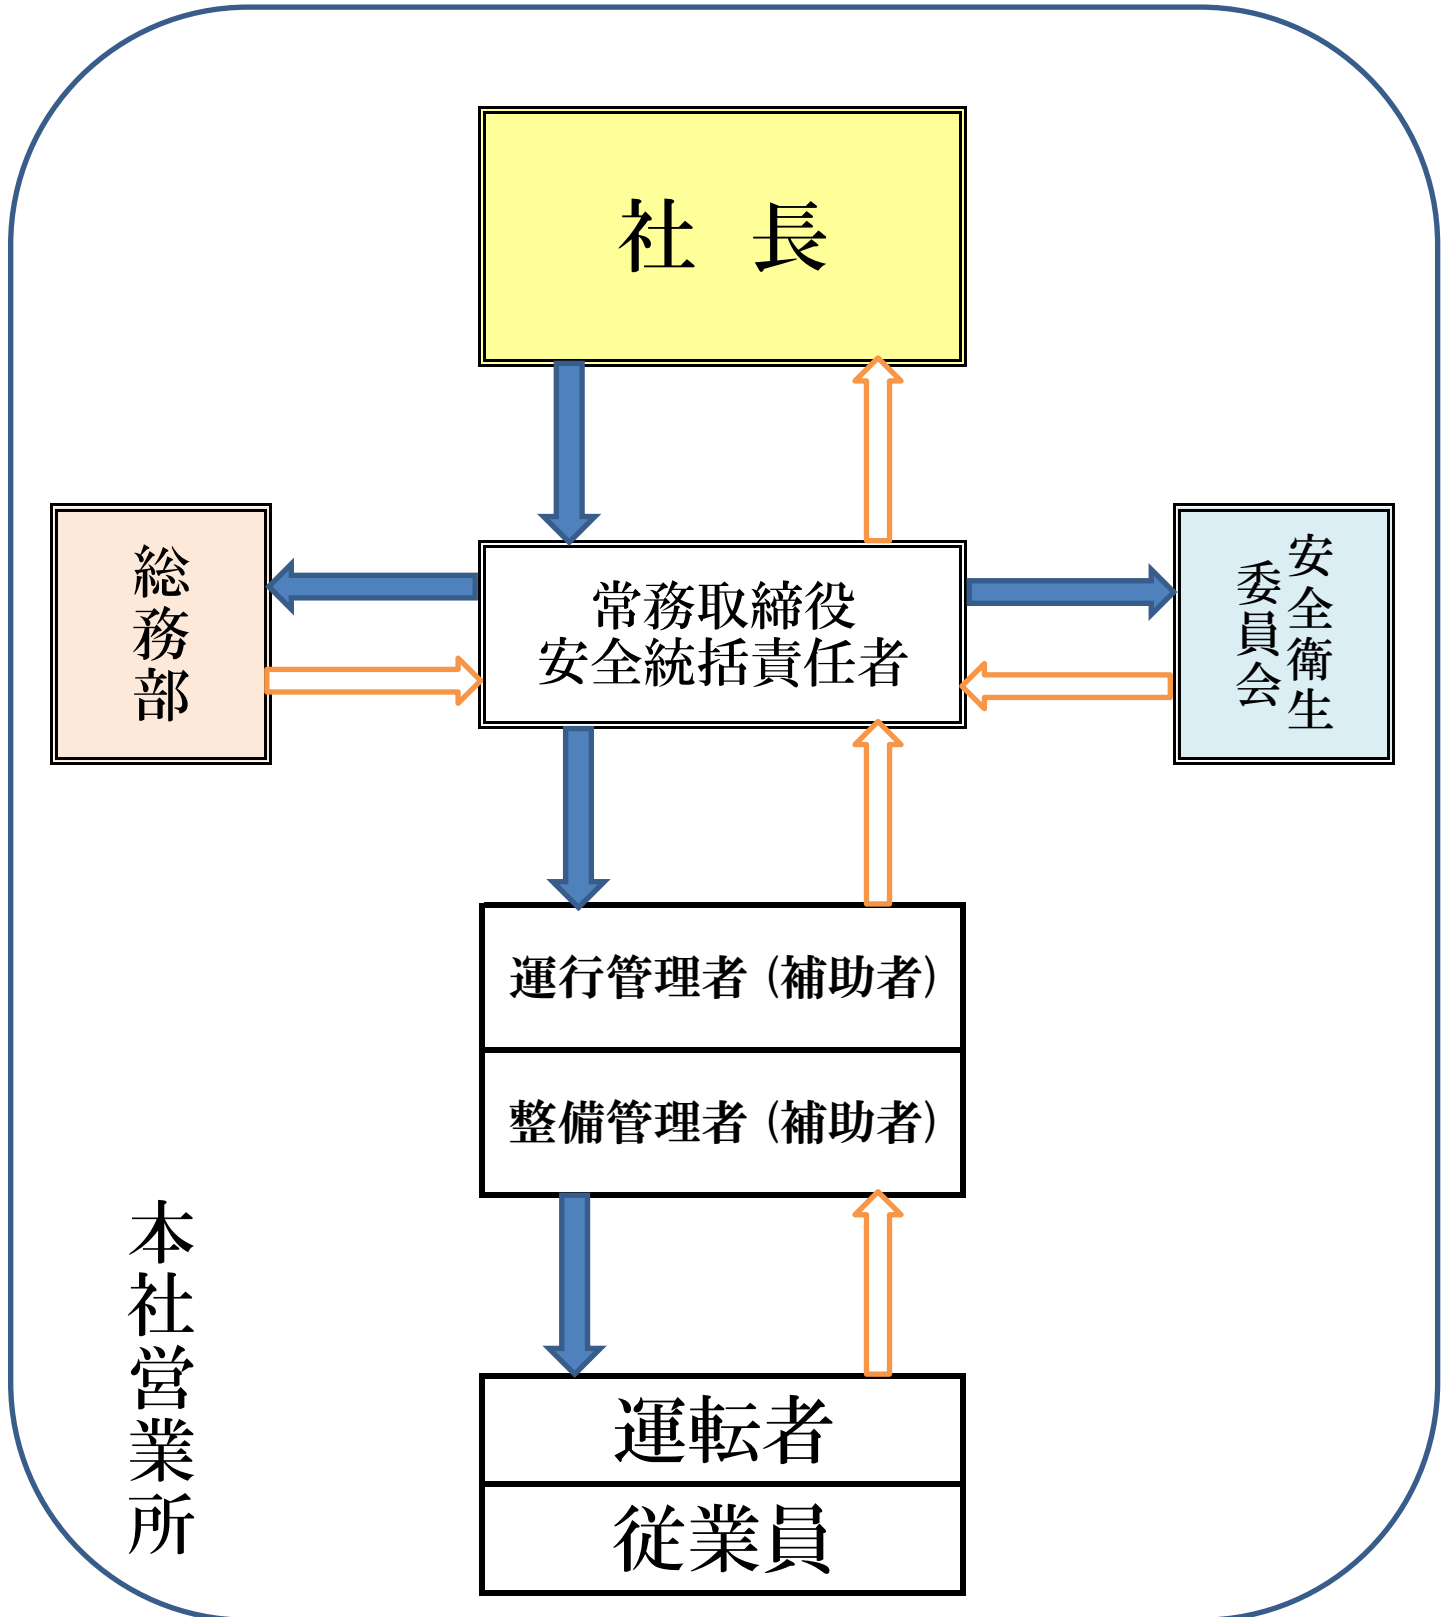 社 長
総務部
常務取締役
安全統括責任者
安全衛生
委員会
運行管理者（補助者）
整備管理者（補助者）
本社営業所
運転者
従業員